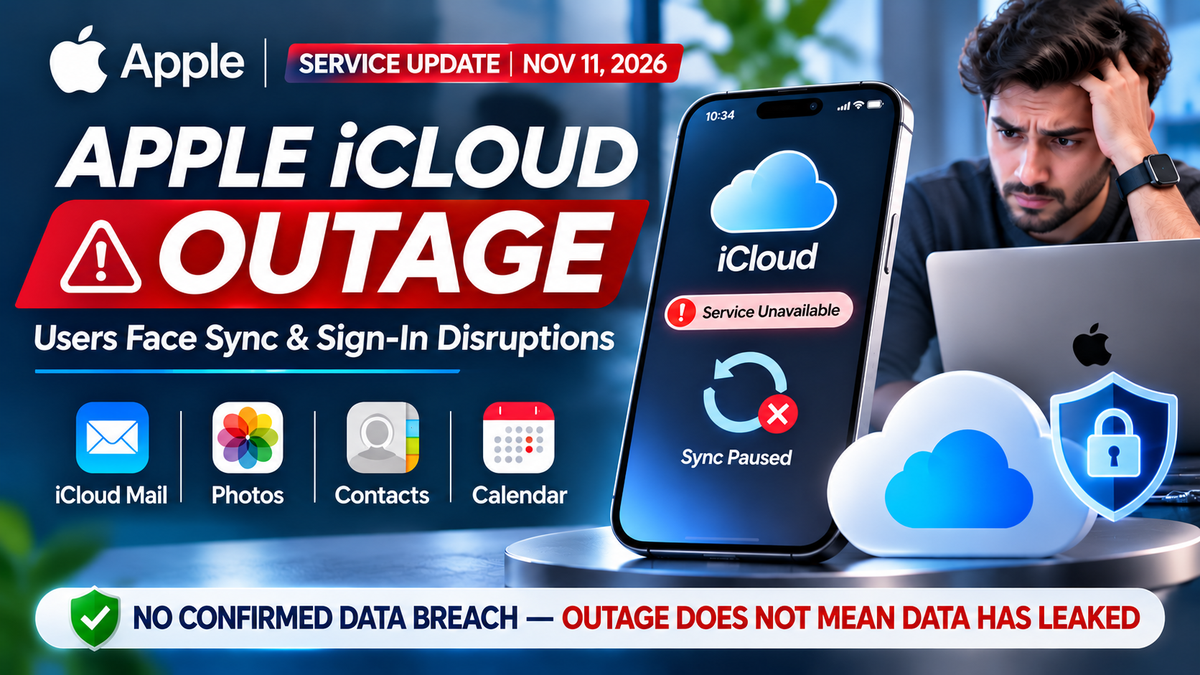 Apple
SERVICE UPDATE | NOV 11, 2026
APPLE iCLOUD
OUTAGE
Users Face Sync & Sign-In Disruptions
iCloud Mail
Photos
Contacts
Calendar
10:34
iCloud
Service Unavailable
Sync Paused
NO CONFIRMED DATA BREACH — OUTAGE DOES NOT MEAN DATA HAS LEAKED